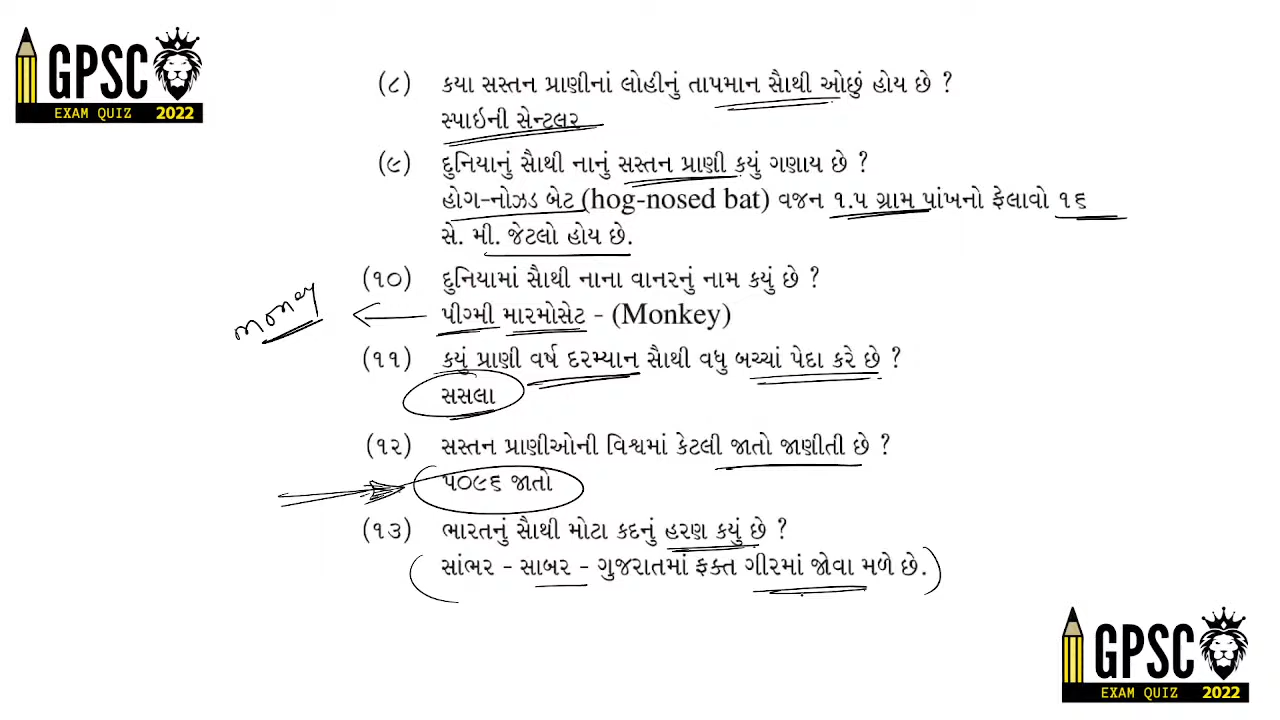 GPSC
EXAM QUIZ 2022
(૮) કયા સસ્તન પ્રાણીનાં લોહીનું તાપમાન સૌાથી ઓછું હોય છે ?
સ્પાઇની સેન્ટલર
(૯) દુનિયાનું સૌાથી નાનું સસ્તન પ્રાણી કયું ગણાય છે ?
હોગ-નોઝડ બેટ (hog-nosed bat) વજન ૧.૫ ગ્રામ પાંખનો ફેલાવો ૧૬
સે. મી. જેટલો હોય છે.
(૧૦) દુનિયામાં સૌાથી નાના વાનરનું નામ કયું છે ?
money
પીગ્મી મારમોસેટ - (Monkey)
(૧૧) કયું પ્રાણી વર્ષ દરમ્યાન સૌાથી વધુ બચ્ચાં પેદા કરે છે ?
સસલા
(૧૨) સસ્તન પ્રાણીઓની વિશ્વમાં કેટલી જાતો જાણીતી છે ?
૫૦૯૬ જાતો
(૧૩) ભારતનું સૌાથી મોટા કદનું હરણ કયું છે ?
સાંભર - સાબર - ગુજરાતમાં ફક્ત ગીરમાં જોવા મળે છે.
GPSC
EXAM QUIZ 2022